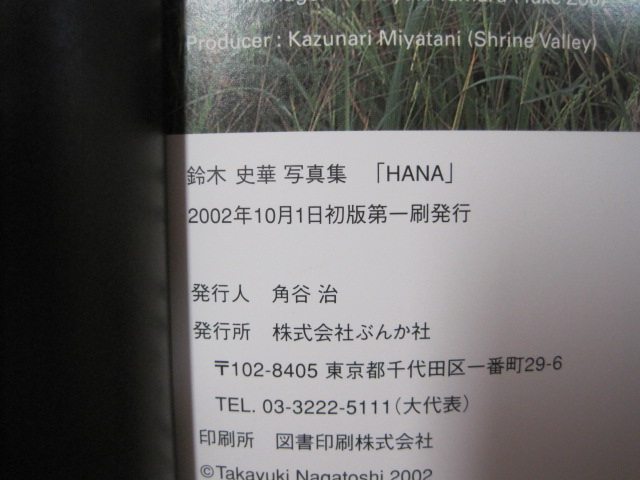 Producer : Kazunari Miyatani (Shrine Valley)
鈴木 史華 写真集 「HANA」
2002年10月1日初版第一刷発行
発行人 角谷 治
発行所 株式会社ぶんか社
〒102-8405 東京都千代田区一番町29-6
TEL. 03-3222-5111(大代表)
印刷所 図書印刷株式会社
©Takayuki Nagatoshi 2002